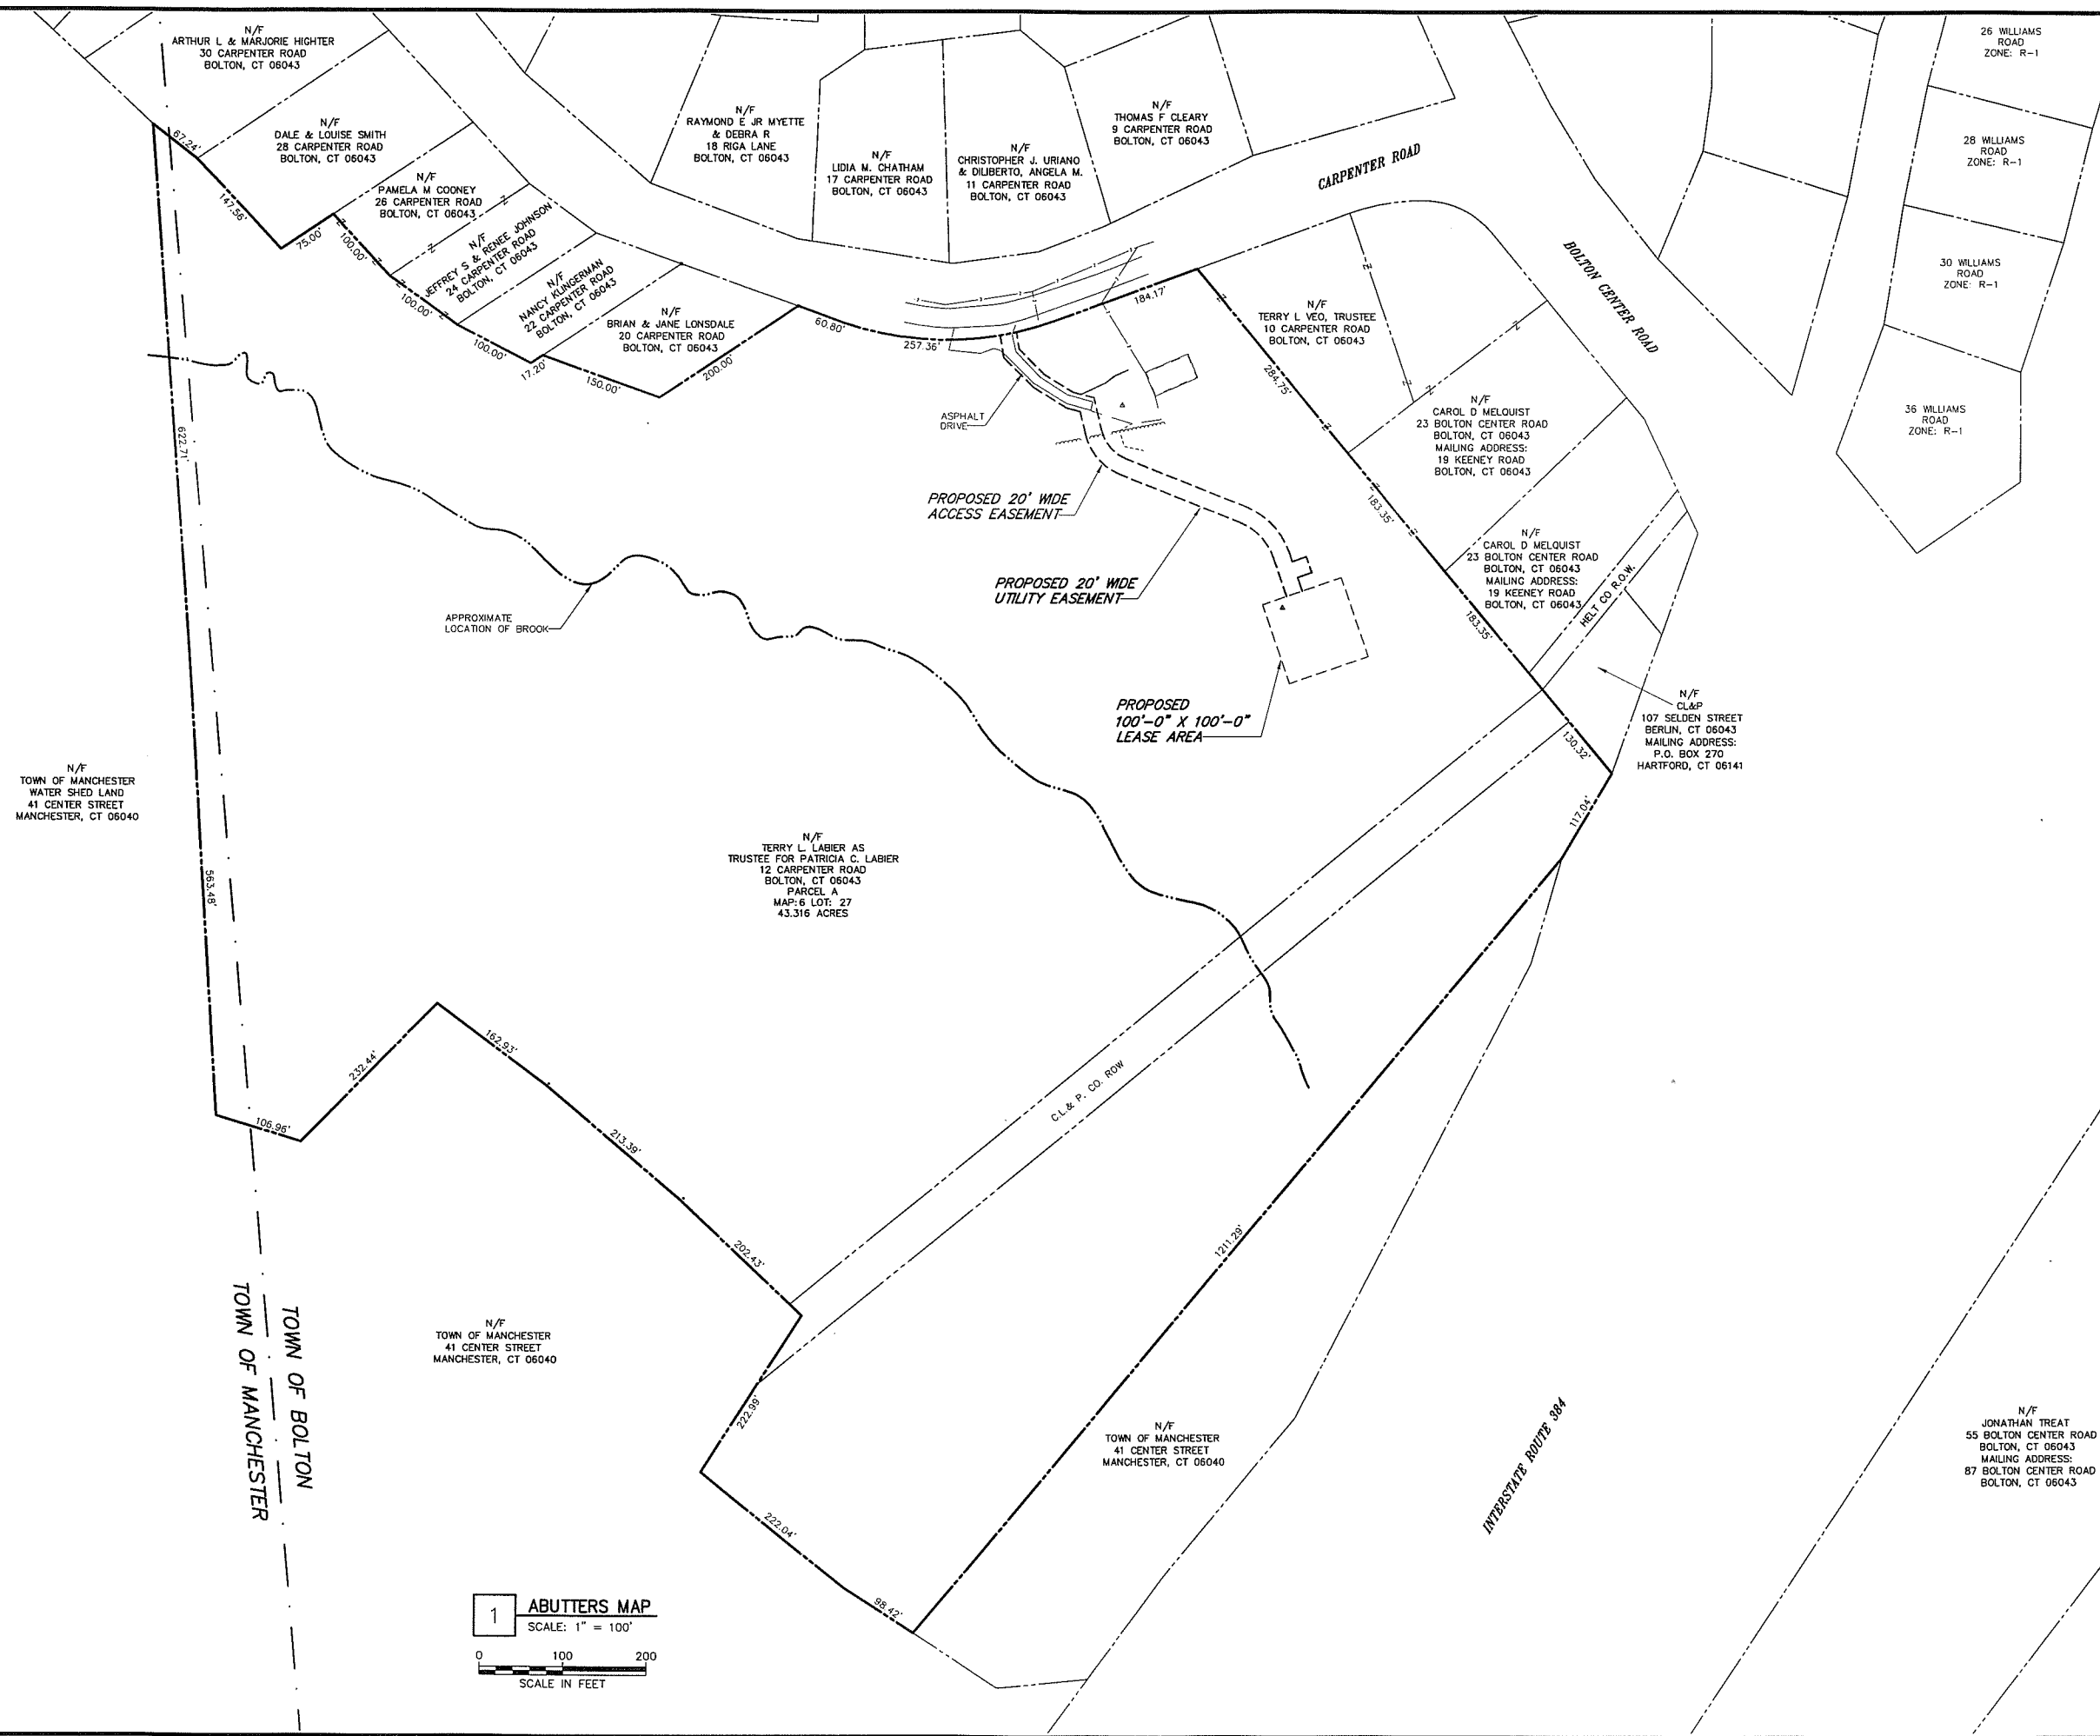 N/F
ARTHUR L & MARJORIE HIGHTER
30 CARPENTER ROAD
BOLTON, CT 06043
N/F
DALE & LOUISE SMITH
28 CARPENTER ROAD
BOLTON, CT 06043
N/F
PAMELA M COONEY
26 CARPENTER ROAD
BOLTON, CT 06043
N/F
JEFFREY S & RENEE JOHNSON
24 CARPENTER ROAD
BOLTON, CT 06043
N/F
NANCY KLINGERMAN
22 CARPENTER ROAD
BOLTON, CT 06043
N/F
BRIAN & JANE LONSDALE
20 CARPENTER ROAD
BOLTON, CT 06043
N/F
RAYMOND E JR MYETTE
& DEBRA R
18 RIGA LANE
BOLTON, CT 06043
N/F
LIDIA M. CHATHAM
17 CARPENTER ROAD
BOLTON, CT 06043
N/F
CHRISTOPHER J. URIANO
& DILIBERTO, ANGELA M.
11 CARPENTER ROAD
BOLTON, CT 06043
N/F
THOMAS F CLEARY
9 CARPENTER ROAD
BOLTON, CT 06043
CARPENTER ROAD
BOLTON CENTER ROAD
26 WILLIAMS
ROAD
ZONE: R-1
28 WILLIAMS
ROAD
ZONE: R-1
30 WILLIAMS
ROAD
ZONE: R-1
36 WILLIAMS
ROAD
ZONE: R-1
67.24'
147.56'
75.00'
100.00'
100.00'
100.00'
17.20'
150.00'
200.00'
60.80'
257.36'
184.17'
284.75'
183.35'
183.35'
130.32'
117.04'
N/F
TERRY L VEO, TRUSTEE
10 CARPENTER ROAD
BOLTON, CT 06043
N/F
CAROL D MELQUIST
23 BOLTON CENTER ROAD
BOLTON, CT 06043
MAILING ADDRESS:
19 KEENEY ROAD
BOLTON, CT 06043
N/F
CAROL D MELQUIST
23 BOLTON CENTER ROAD
BOLTON, CT 06043
MAILING ADDRESS:
19 KEENEY ROAD
BOLTON, CT 06043
HELT CO R.O.W.
N/F
CL&P
107 SELDEN STREET
BERLIN, CT 06043
MAILING ADDRESS:
P.O. BOX 270
HARTFORD, CT 06141
ASPHALT
DRIVE
PROPOSED 20' WIDE
ACCESS EASEMENT
PROPOSED 20' WIDE
UTILITY EASEMENT
PROPOSED
100'-0" X 100'-0"
LEASE AREA
APPROXIMATE
LOCATION OF BROOK
622.71'
563.48'
N/F
TOWN OF MANCHESTER
WATER SHED LAND
41 CENTER STREET
MANCHESTER, CT 06040
N/F
TERRY L. LABIER AS
TRUSTEE FOR PATRICIA C. LABIER
12 CARPENTER ROAD
BOLTON, CT 06043
PARCEL A
MAP: 6 LOT: 27
43.316 ACRES
106.96'
232.44'
162.93'
213.39'
202.43'
222.99'
222.04'
98.42'
1211.29'
C.L.& P. CO. ROW
TOWN OF BOLTON
TOWN OF MANCHESTER
N/F
TOWN OF MANCHESTER
41 CENTER STREET
MANCHESTER, CT 06040
N/F
TOWN OF MANCHESTER
41 CENTER STREET
MANCHESTER, CT 06040
INTERSTATE ROUTE 384
N/F
JONATHAN TREAT
55 BOLTON CENTER ROAD
BOLTON, CT 06043
MAILING ADDRESS:
87 BOLTON CENTER ROAD
BOLTON, CT 06043
1
ABUTTERS MAP
SCALE: 1" = 100'
0 100 200
SCALE IN FEET